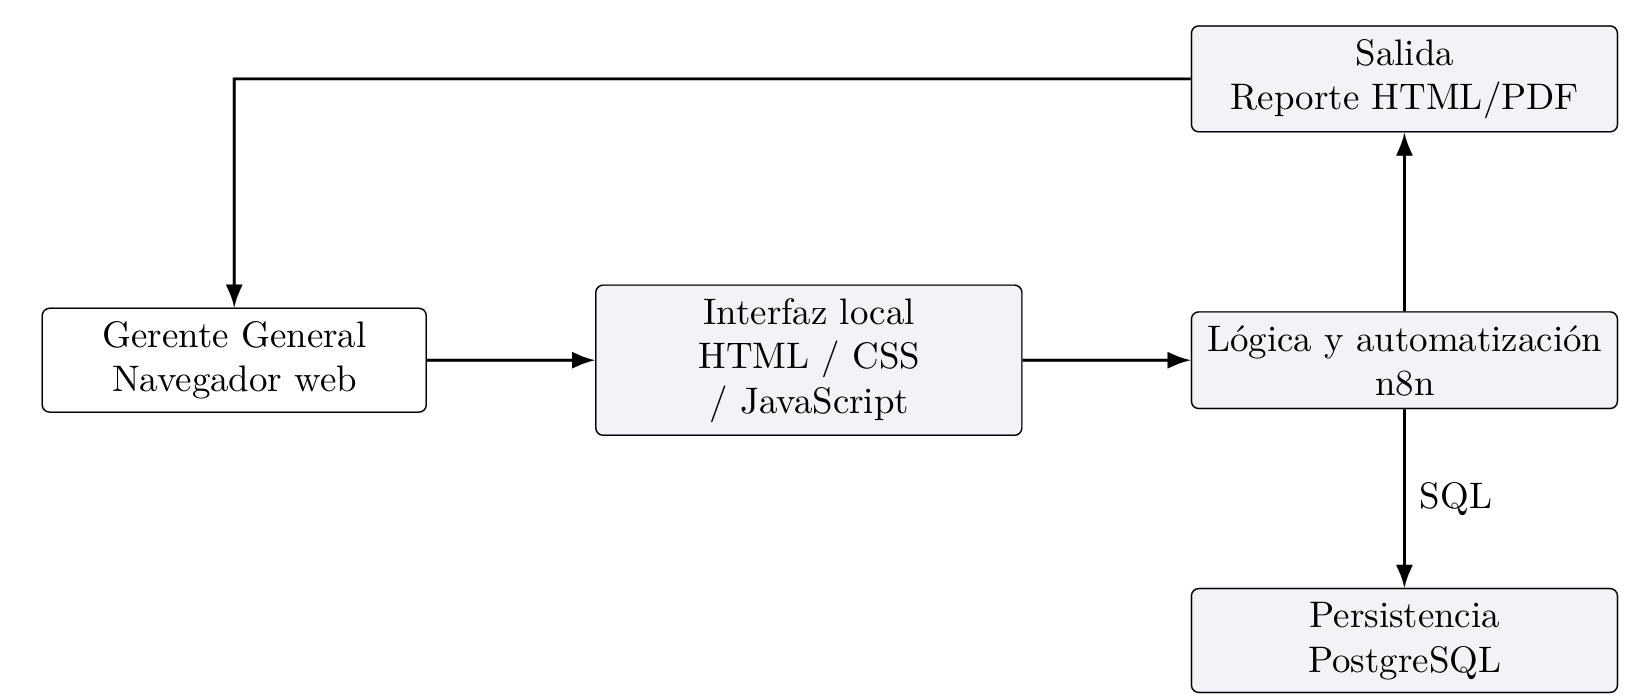 Salida
Reporte HTML/PDF
Gerente General
Navegador web
Interfaz local
HTML / CSS
/ JavaScript
Lógica y automatización
n8n
SQL
Persistencia
PostgreSQL